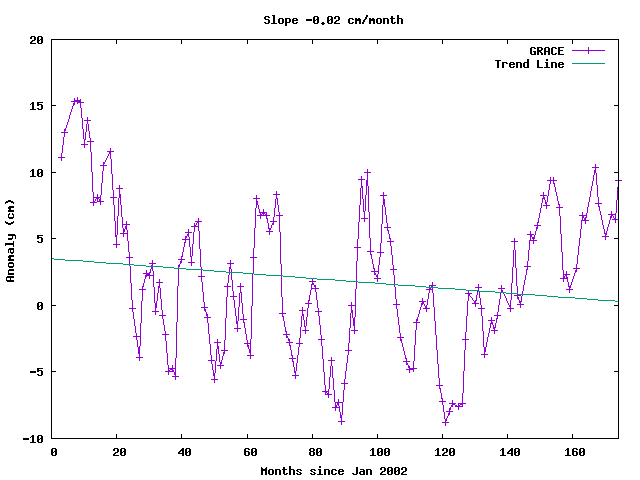 Slope -0.02 cm/month
20
15
10
5
0
-5
-10
Anomaly (cm)
GRACE
Trend Line
0 20 40 60 80 100 120 140 160
Months since Jan 2002